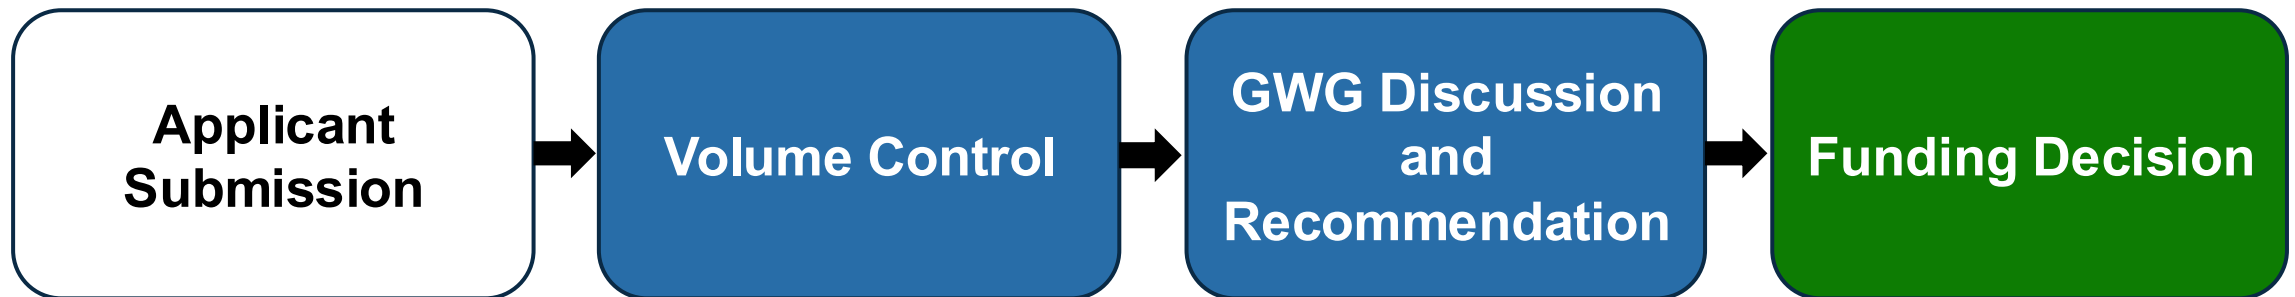 Applicant
Submission
Volume Control
GWG Discussion
and
Recommendation
Funding Decision